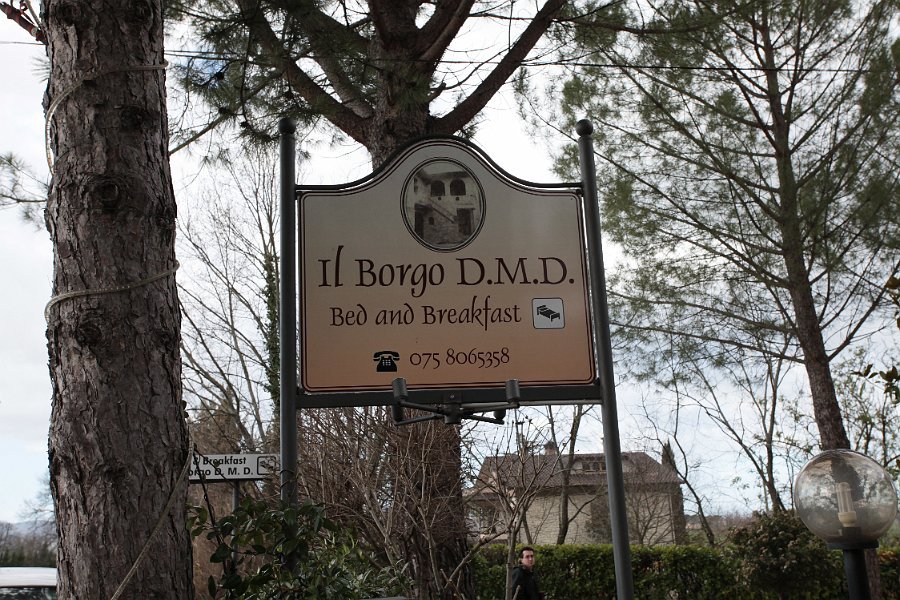 Il Borgo D.M.D.
Bed and Breakfast
075 8065358
Breakfast
D. M. D.